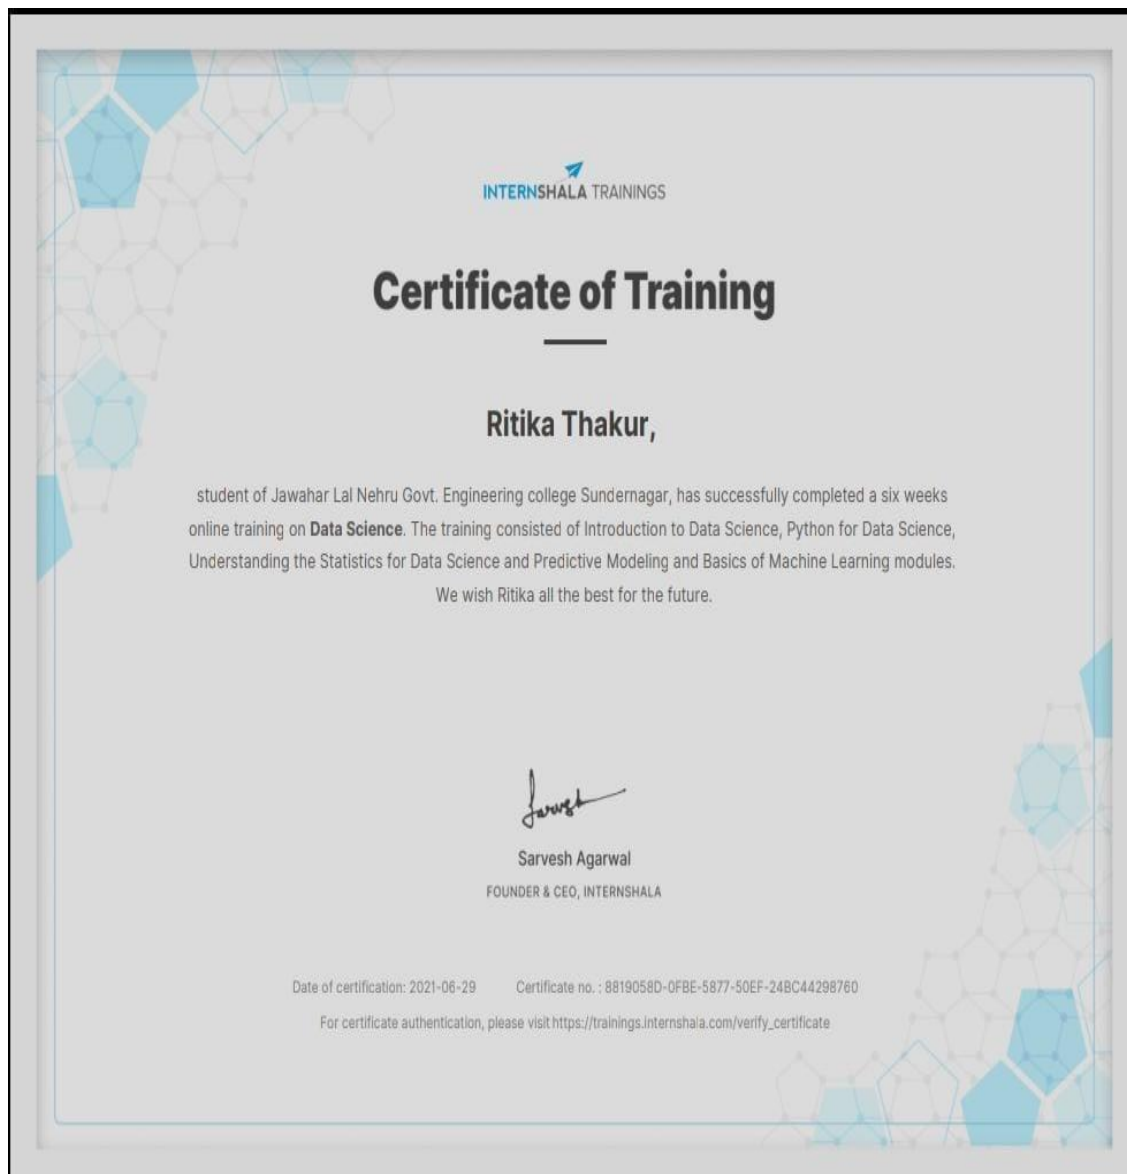 INTERNSHALA TRAININGS
Certificate of Training
Ritika Thakur,
student of Jawahar Lal Nehru Govt. Engineering college Sundernagar, has successfully completed a six weeks
online training on Data Science. The training consisted of Introduction to Data Science, Python for Data Science,
Understanding the Statistics for Data Science and Predictive Modeling and Basics of Machine Learning modules.
We wish Ritika all the best for the future.
Sarvesh
Sarvesh Agarwal
FOUNDER & CEO, INTERNSHALA
Date of certification: 2021-06-29 Certificate no. : 8819058D-0FBE-5877-50EF-24BC44298760
For certificate authentication, please visit https://trainings.internshala.com/verify_certificate